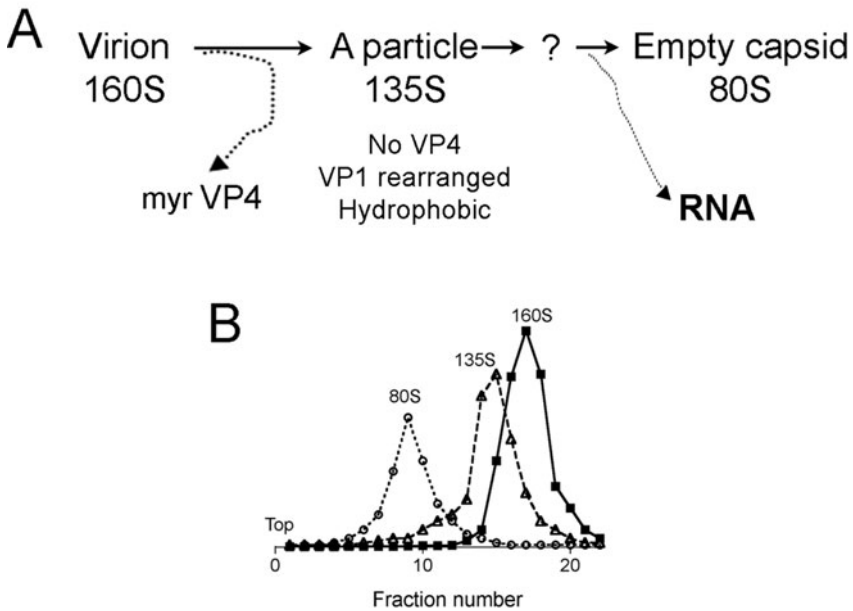 A
Virion A particle ? Empty capsid
160S 135S 80S
No VP4
VP1 rearranged
Hydrophobic
myr VP4
RNA
B
160S
135S
80S
Top
0 10 20
Fraction number